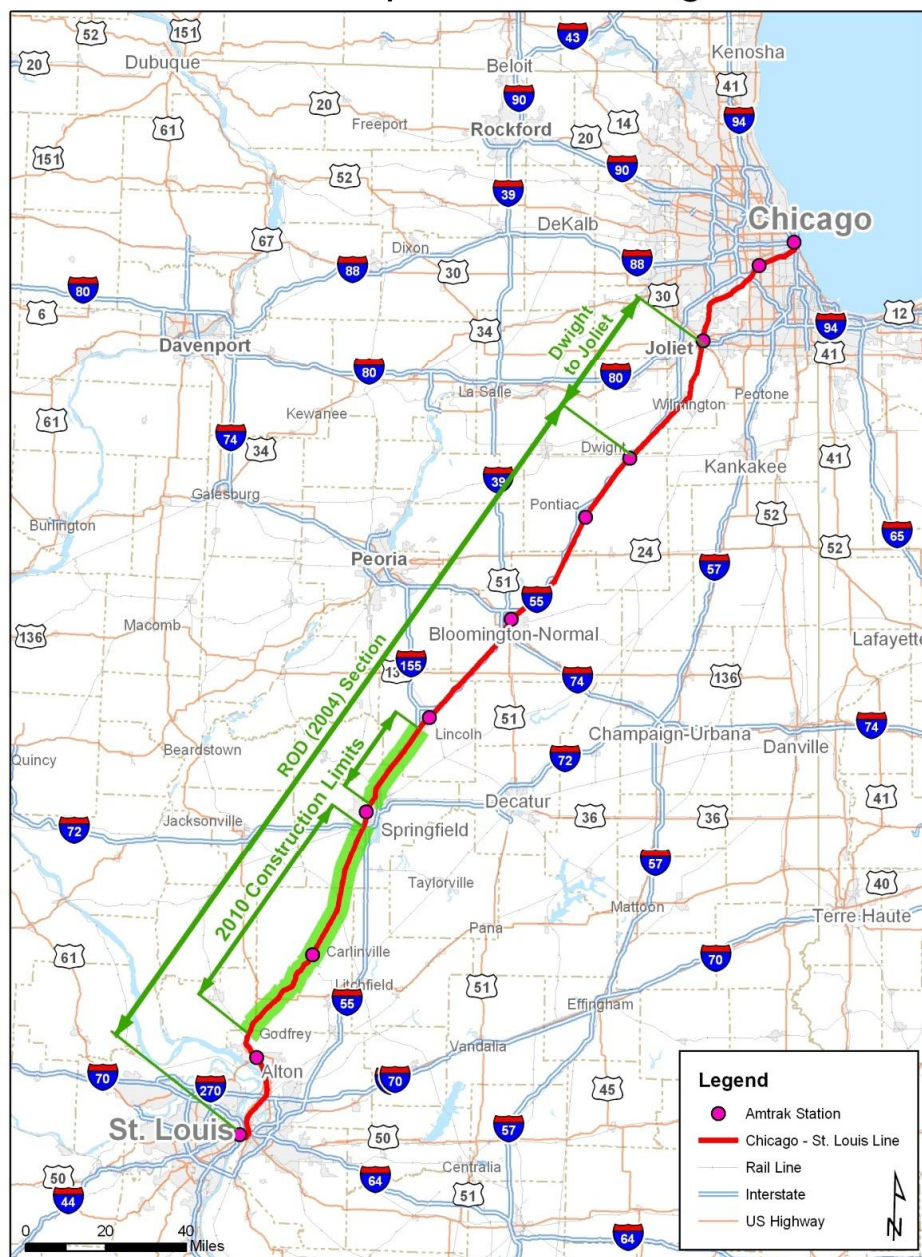 52
151
20
Dubuque
43
Beloit
Kenosha
41
90
94
20
Freeport
14
61
Rockford
20
151
52
90
39
Chicago
67
DeKalb
Dixon
88
88
30
80
6
30
12
34
94
Davenport
Dwight
to Joliet
Joliet
41
80
80
La Salle
Wilmington
Peotone
61
Kewanee
74
34
Dwight
41
39
Kankakee
Galesburg
Pontiac
52
Burlington
24
52
65
Peoria
51
57
55
136
Macomb
Bloomington-Normal
Lafayette
155
13
74
136
ROD (2004) Section
51
Lincoln
Champaign-Urbana
74
Quincy
Beardstown
72
Danville
2010 Construction Limits
Decatur
41
72
Jacksonville
Springfield
36
36
57
Taylorville
40
Mattoon
Terre Haute
Pana
61
Carlinville
70
Litchfield
51
55
Effingham
Godfrey
Vandalia
Alton
70
270
70
45
St. Louis
50
57
50
Centralia
64
51
44
64
0 20 40
Miles
Legend
Amtrak Station
Chicago - St. Louis Line
Rail Line
Interstate
US Highway
N